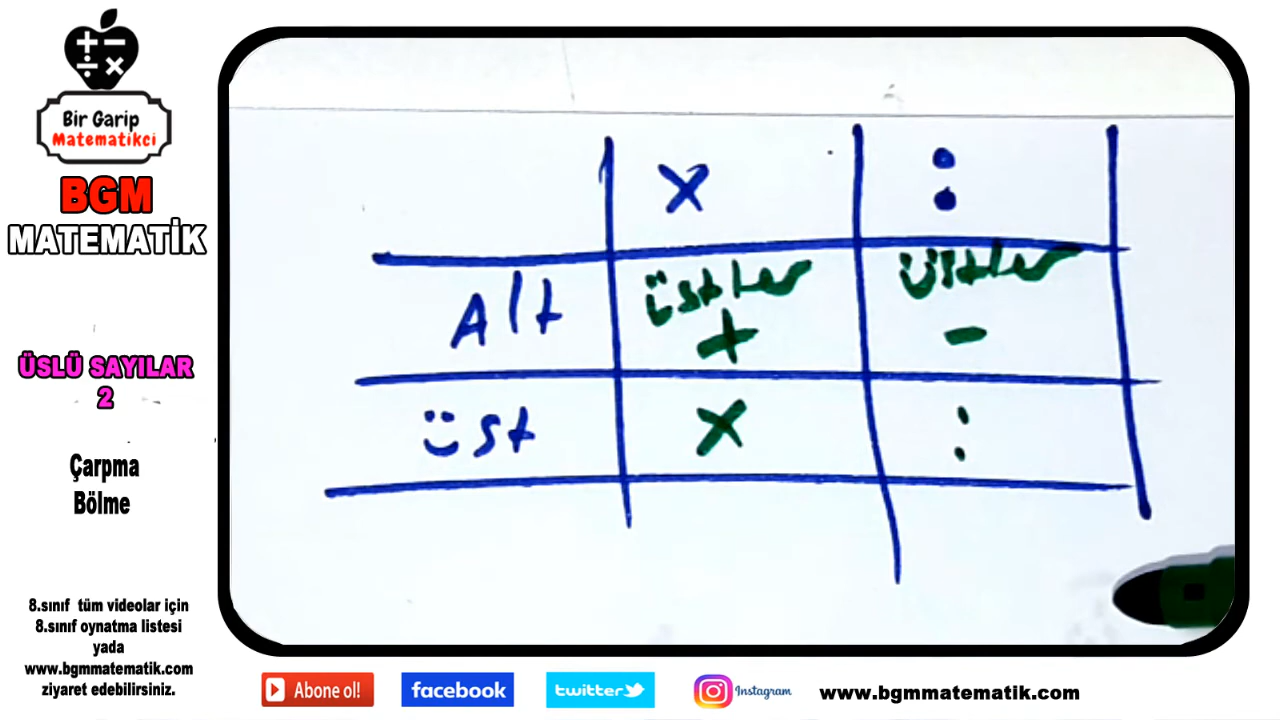 Bir Garip
Matematikci
BGM
MATEMATİK
ÜSLÜ SAYILAR
2
Çarpma
Bölme
8.sınıf tüm videolar için
8.sınıf oynatma listesi
yada
www.bgmmatematik.com
ziyaret edebilirsiniz.
x :
Alt üstler üstler
+ -
üst x :
Abone ol!
facebook
twitter
Instagram
www.bgmmatematik.com